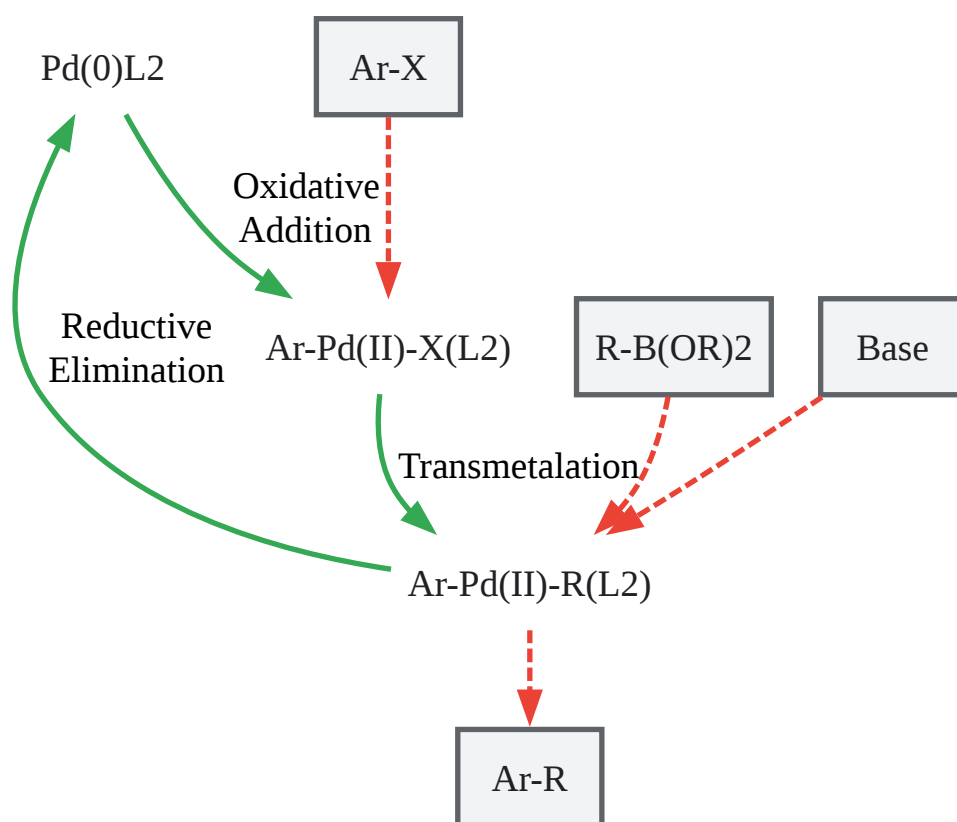 Pd(0)L2
Ar-X
Oxidative
Addition
Reductive
Elimination
Ar-Pd(II)-X(L2)
R-B(OR)2
Base
Transmetalation
Ar-Pd(II)-R(L2)
Ar-R